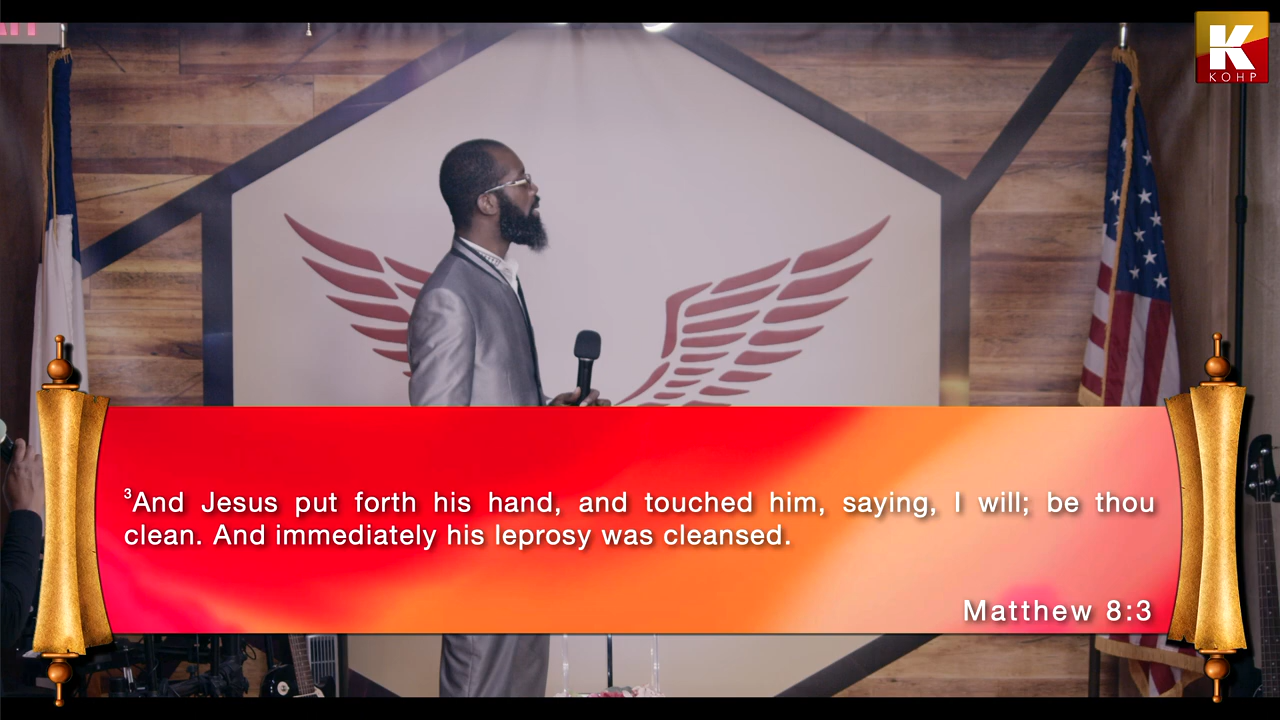 K
KOHP
³And Jesus put forth his hand, and touched him, saying, I will; be thou
clean. And immediately his leprosy was cleansed.
Matthew 8:3